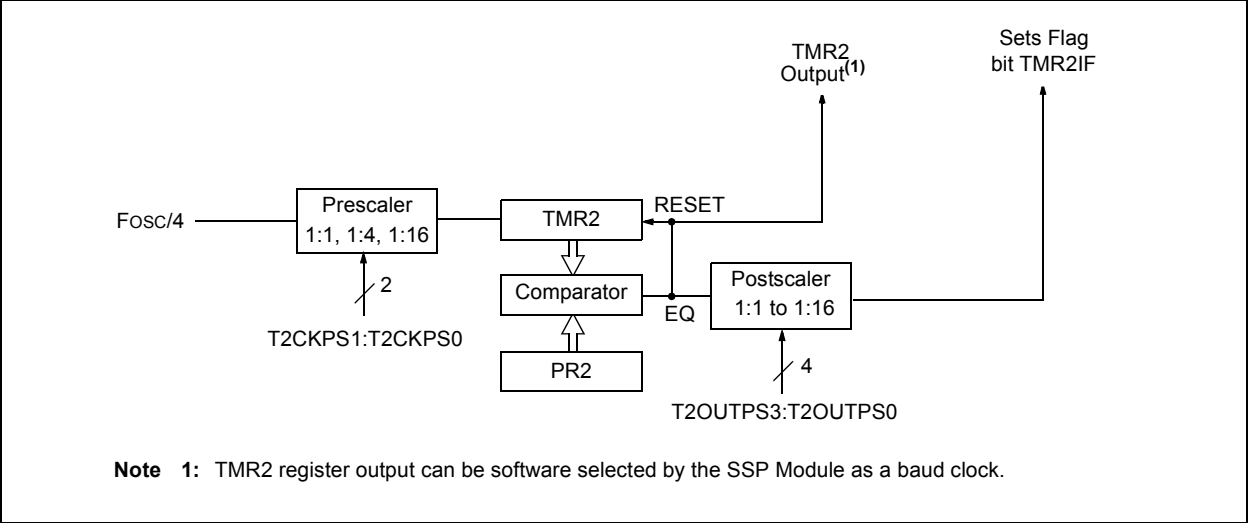 TMR2
Output(1)
Sets Flag
bit TMR2IF
FOSC/4
Prescaler
1:1, 1:4, 1:16
2
T2CKPS1:T2CKPS0
TMR2
RESET
Comparator
EQ
PR2
Postscaler
1:1 to 1:16
4
T2OUTPS3:T2OUTPS0
Note 1: TMR2 register output can be software selected by the SSP Module as a baud clock.